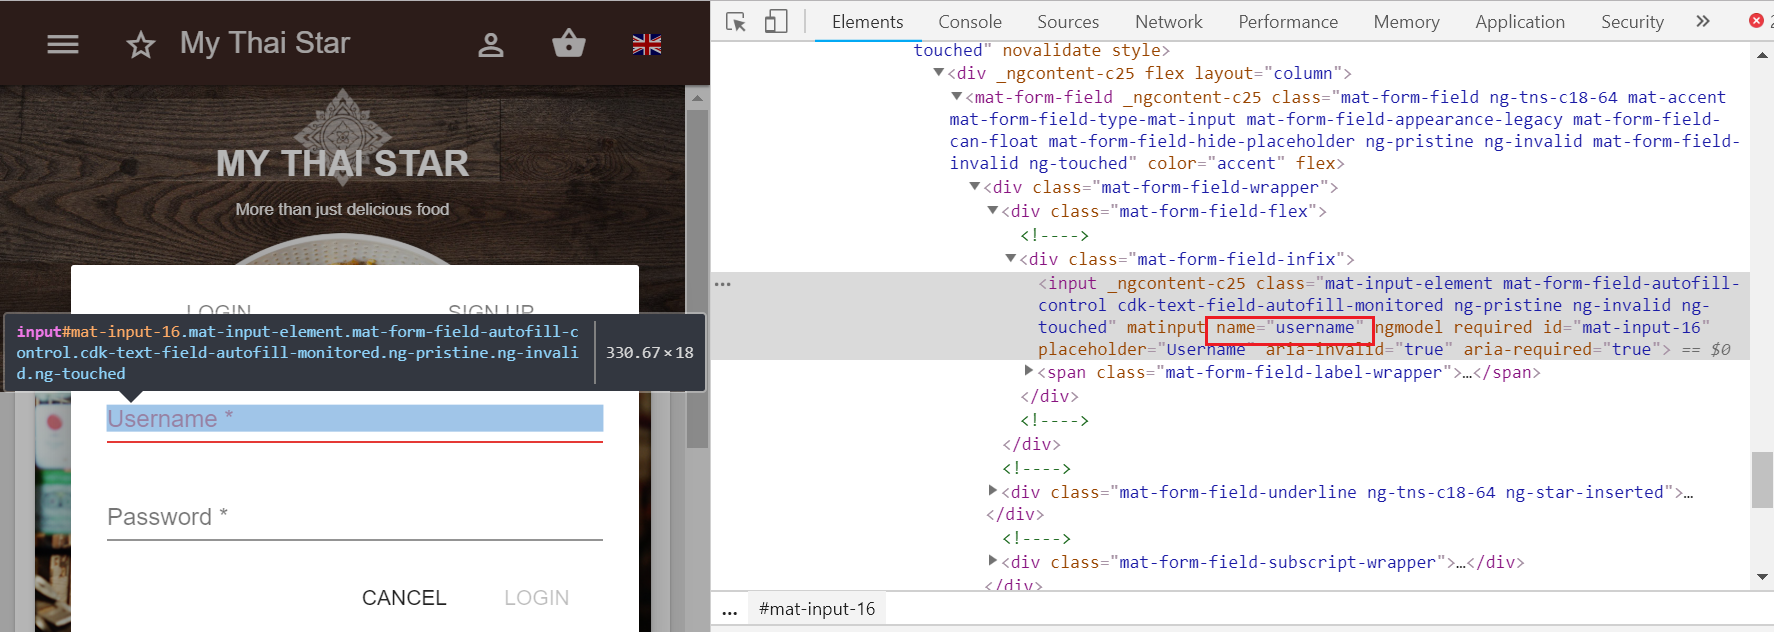 My Thai Star
MY THAI STAR
More than just delicious food
LOGIN
SIGN UP
input#mat-input-16.mat-input-element.mat-form-field-autofill-c
ontrol.cdk-text-field-autofill-monitored.ng-pristine.ng-invali
d.ng-touched
330.67×18
Username *
Password *
CANCEL
LOGIN
Elements
Console
Sources
Network
Performance
Memory
Application
Security
»
2
touched" novalidate style>
<div _ngcontent-c25 flex layout="column">
<mat-form-field _ngcontent-c25 class="mat-form-field ng-tns-c18-64 mat-accent
mat-form-field-type-mat-input mat-form-field-appearance-legacy mat-form-field-
can-float mat-form-field-hide-placeholder ng-pristine ng-invalid mat-form-field-
invalid ng-touched" color="accent" flex>
<div class="mat-form-field-wrapper">
<div class="mat-form-field-flex">
<!---->
<div class="mat-form-field-infix">
<input _ngcontent-c25 class="mat-input-element mat-form-field-autofill-
control cdk-text-field-autofill-monitored ng-pristine ng-invalid ng-
touched" matinput name="username" ngmodel required id="mat-input-16"
placeholder="Username" aria-invalid="true" aria-required="true"> == $0
<span class="mat-form-field-label-wrapper">…</span>
</div>
<!---->
</div>
<!---->
<div class="mat-form-field-underline ng-tns-c18-64 ng-star-inserted">…
</div>
<!---->
<div class="mat-form-field-subscript-wrapper">…</div>
</div>
... #mat-input-16